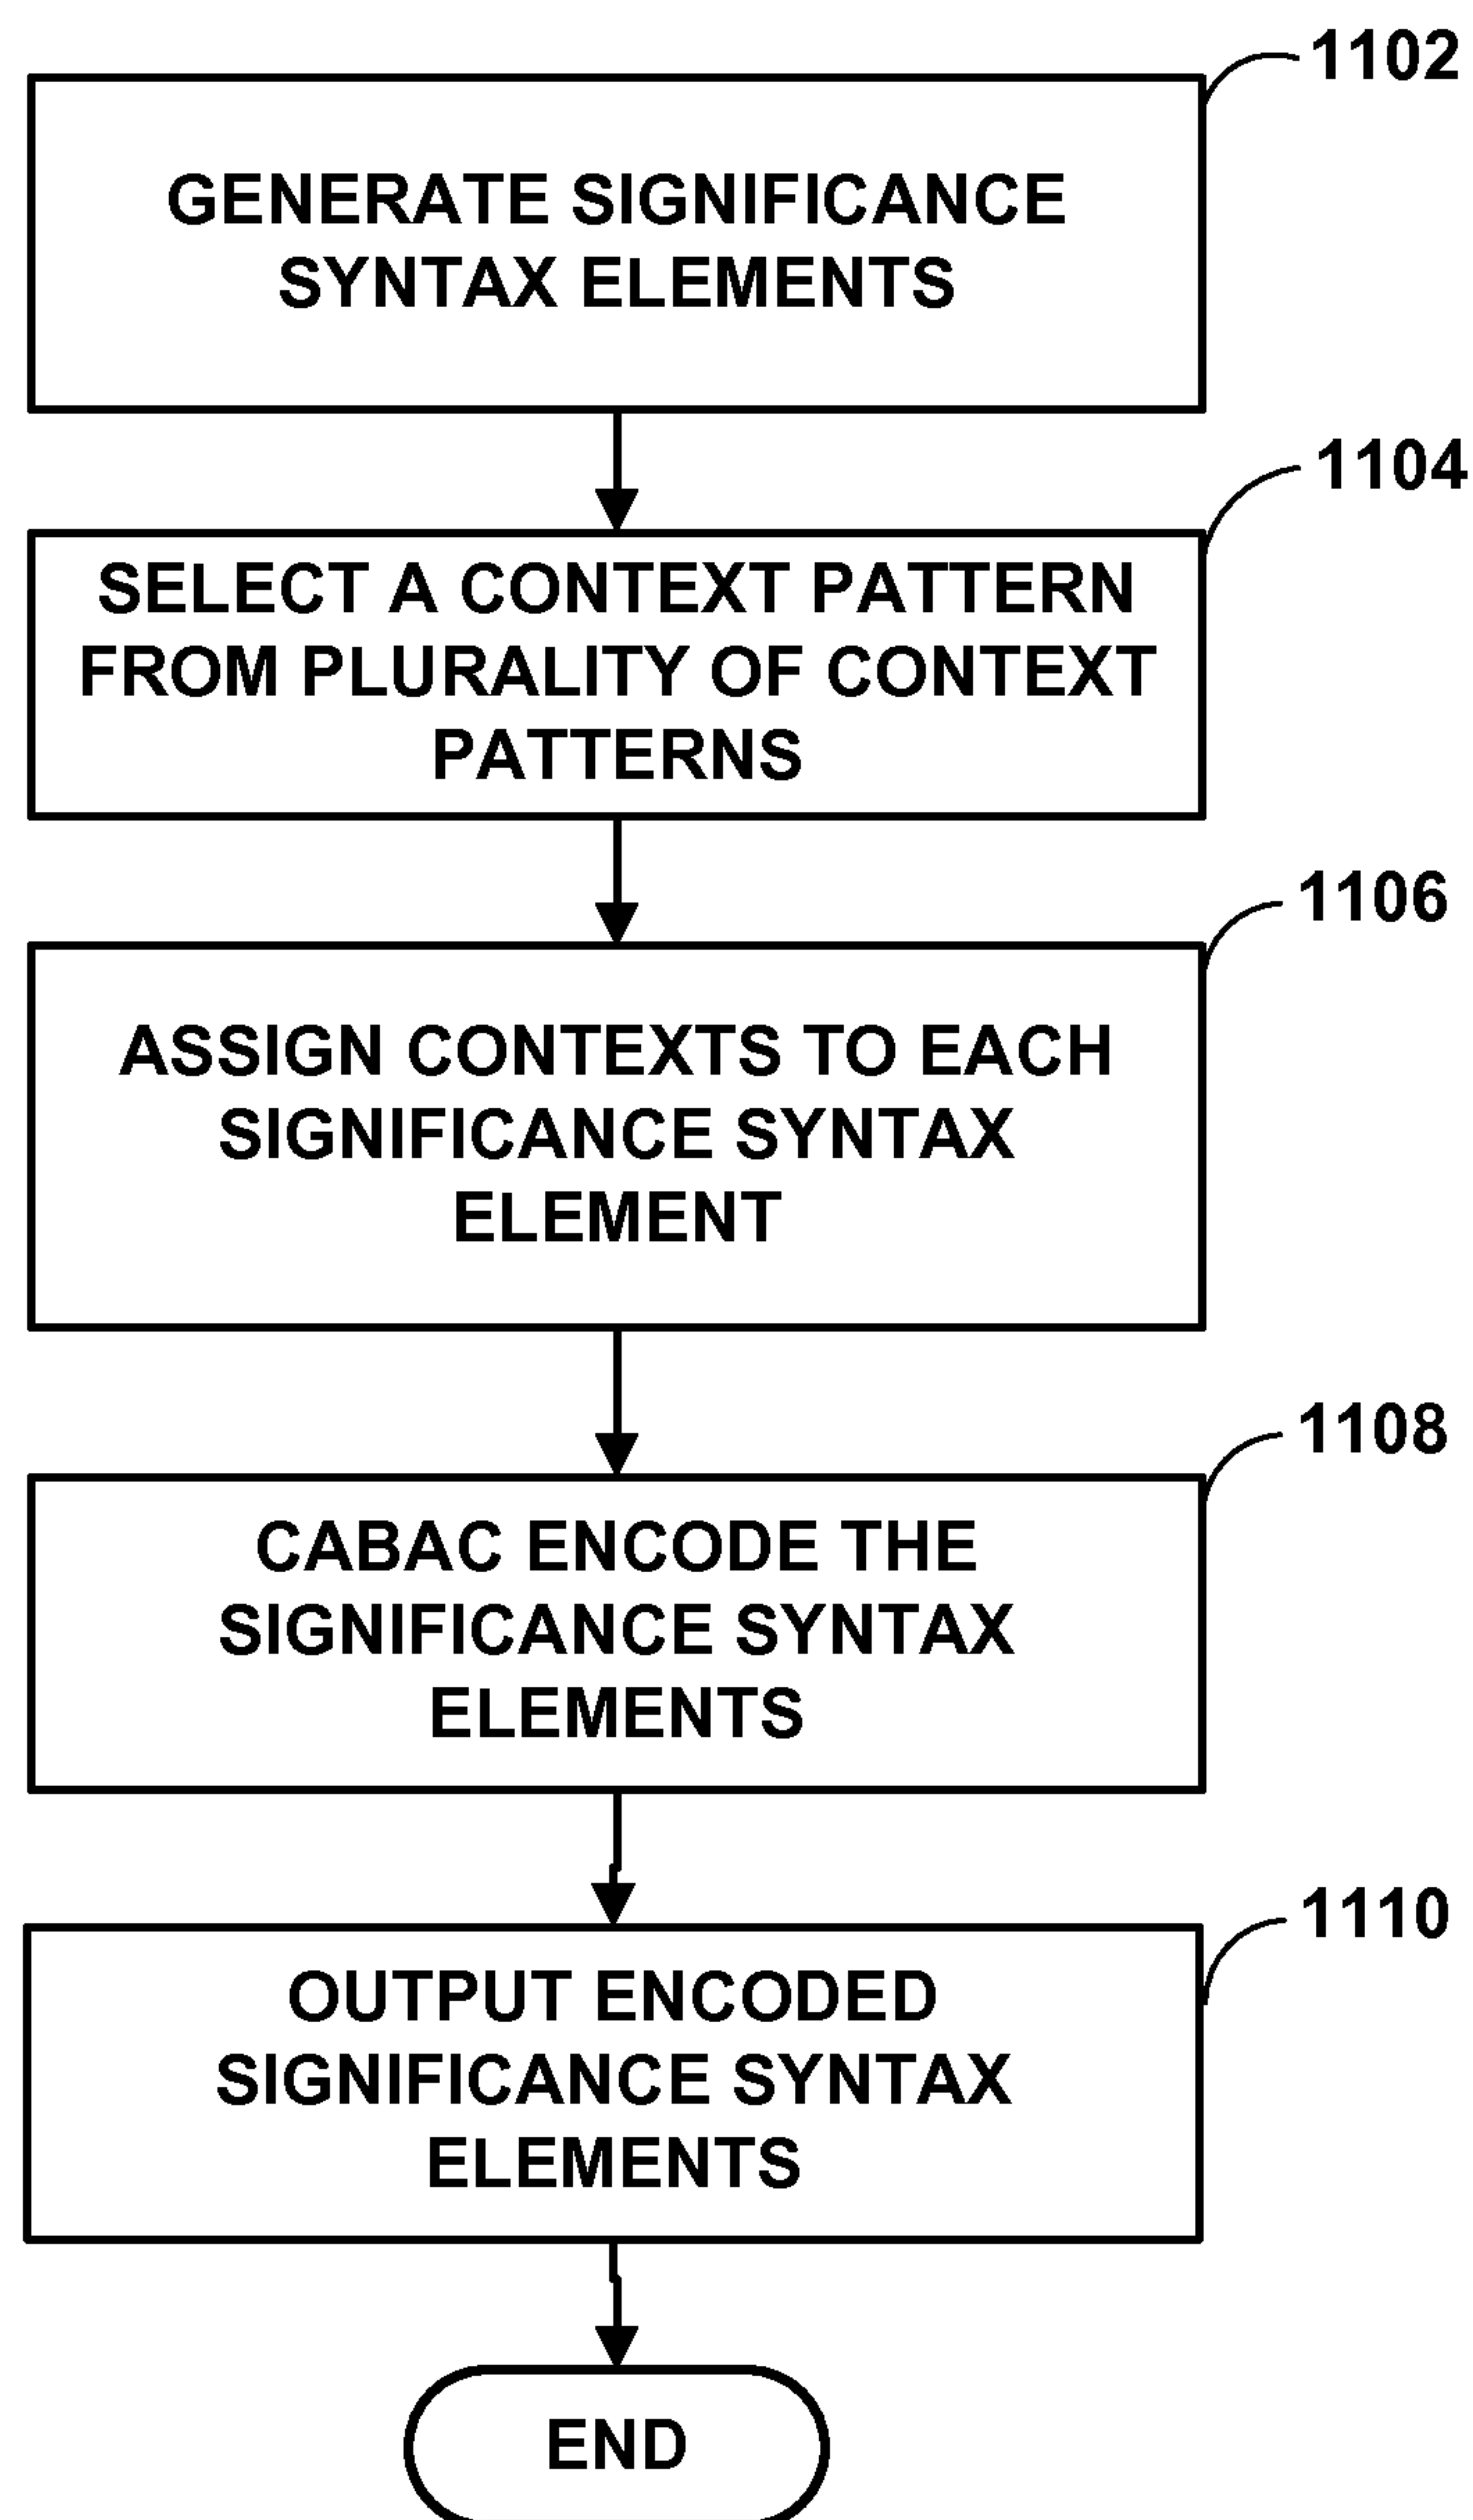 1102
GENERATE SIGNIFICANCE
SYNTAX ELEMENTS
1104
SELECT A CONTEXT PATTERN
FROM PLURALITY OF CONTEXT
PATTERNS
1106
ASSIGN CONTEXTS TO EACH
SIGNIFICANCE SYNTAX
ELEMENT
1108
CABAC ENCODE THE
SIGNIFICANCE SYNTAX
ELEMENTS
1110
OUTPUT ENCODED
SIGNIFICANCE SYNTAX
ELEMENTS
END